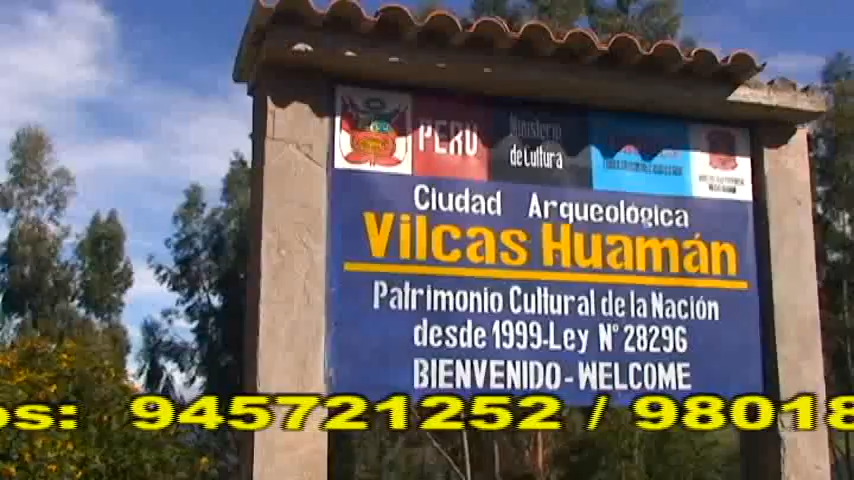 PERÚ
Ministerio
de Cultura
Ciudad Arqueológica
Vilcas Huamán
Patrimonio Cultural de la Nación
desde 1999-Ley N° 28296
BIENVENIDO-WELCOME
os: 945721252 / 98018